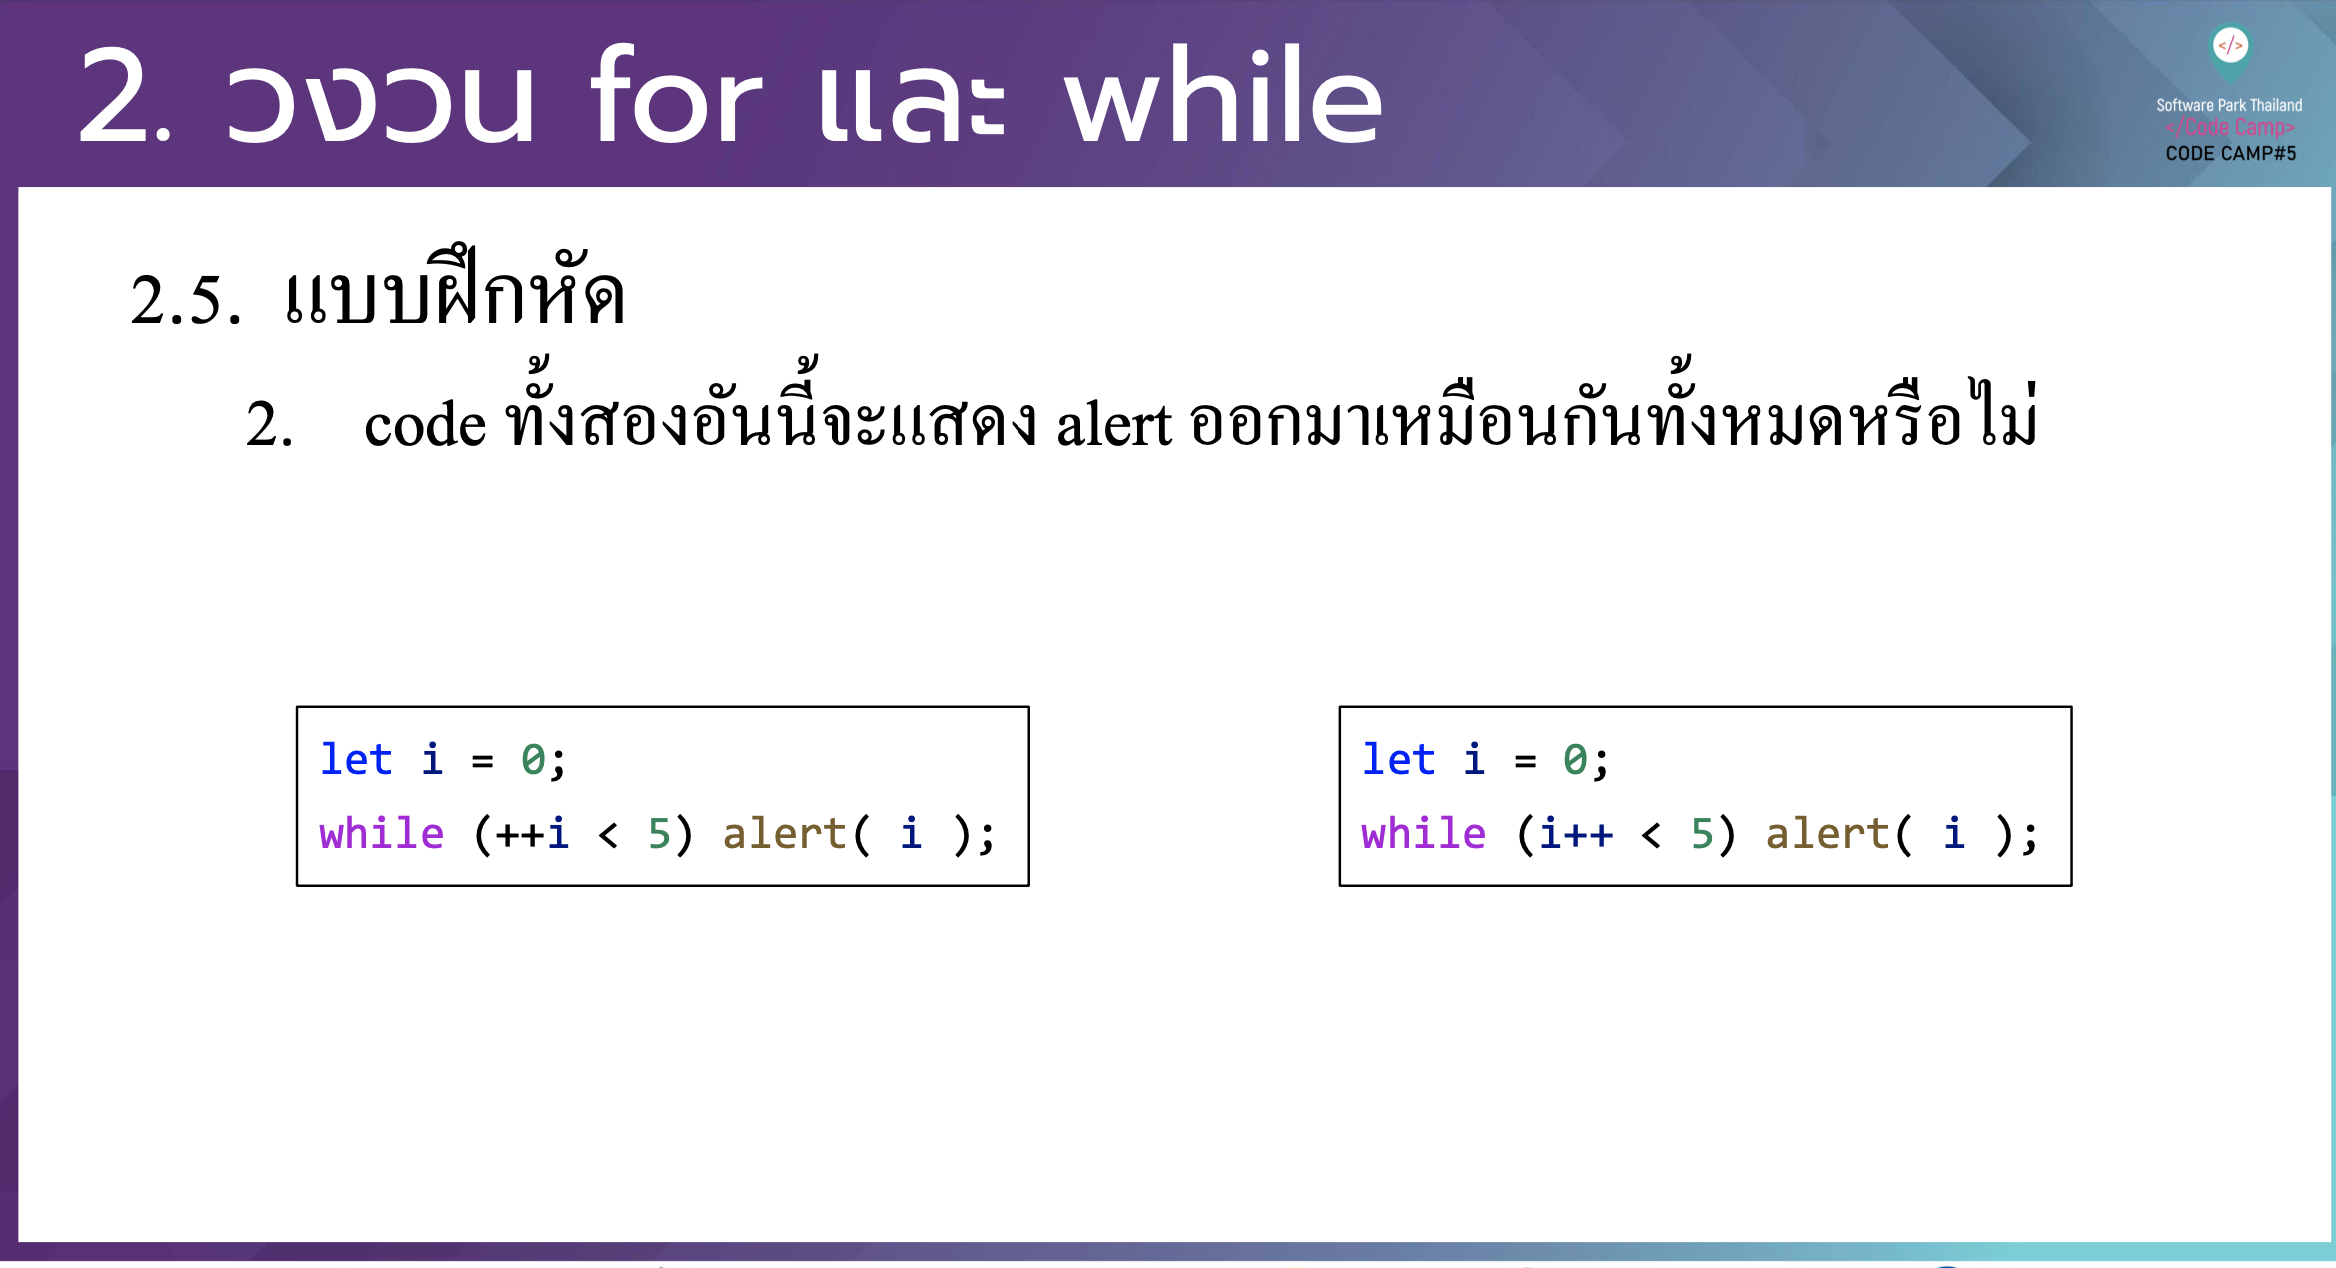 2. วงวน for และ while
Software Park Thailand
</Code Camp>
CODE CAMP#5
2.5. แบบฝึกหัด
2. code ทั้งสองอันนี้จะแสดง alert ออกมาเหมือนกันทั้งหมดหรือไม่
let i = 0;
while (++i < 5) alert( i );
let i = 0;
while (i++ < 5) alert( i );